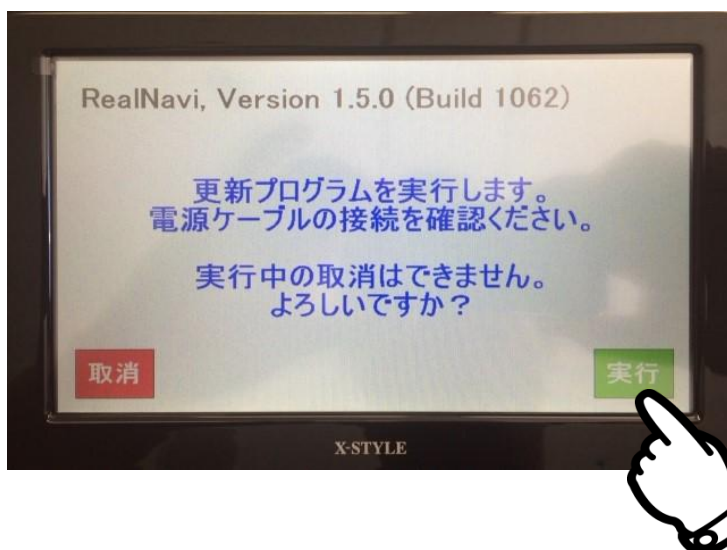 RealNavi, Version 1.5.0 (Build 1062)
更新プログラムを実行します。
電源ケーブルの接続を確認ください。
実行中の取消はできません。
よろしいですか？
取消
実行
X-STYLE